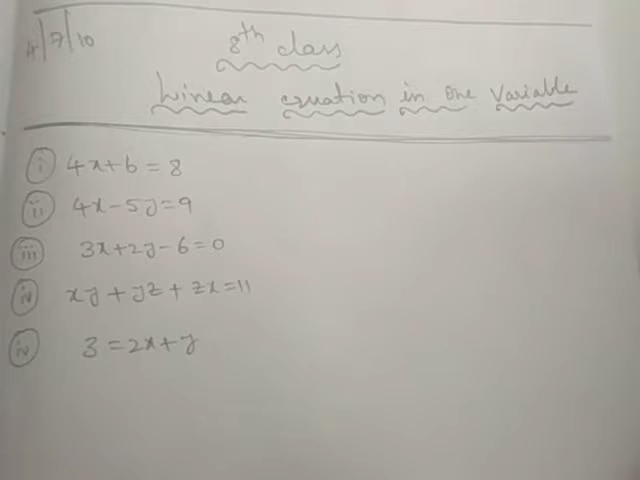 4/7/10
8th class
Linear equation in one variable
i 4x+6=8
ii 4x-5y=9
iii 3x+2y-6=0
iv xy+yz+zx=11
iv 3=2x+y